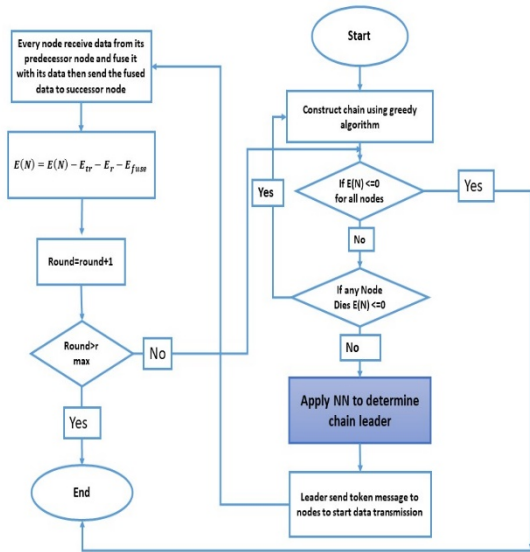 Start
Construct chain using greedy
algorithm
If E(N) <=0
for all nodes
Yes
No
If any Node
Dies E(N) <=0
Yes
No
Apply NN to determine
chain leader
Leader send token message to
nodes to start data transmission
Every node receive data from its
predecessor node and fuse it
with its data then send the fused
data to successor node
E(N) = E(N) − E_tr − E_r − E_fuse
Round=round+1
Round>r
max
No
Yes
End